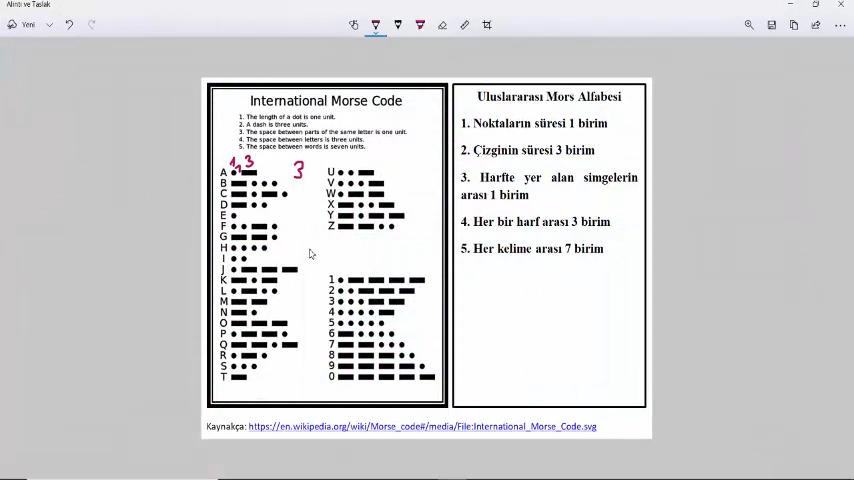 Alıntı ve Taslak
Yeni
International Morse Code
1. The length of a dot is one unit.
2. A dash is three units.
3. The space between parts of the same letter is one unit.
4. The space between letters is three units.
5. The space between words is seven units.
1 1 3 3
A
B
C
D
E
F
G
H
I
J
K
L
M
N
O
P
Q
R
S
T
U
V
W
X
Y
Z
1
2
3
4
5
6
7
8
9
0
Uluslararası Mors Alfabesi
1. Noktaların süresi 1 birim
2. Çizginin süresi 3 birim
3. Harfte yer alan simgelerin
arası 1 birim
4. Her bir harf arası 3 birim
5. Her kelime arası 7 birim
Kaynakça: https://en.wikipedia.org/wiki/Morse_code#/media/File:International_Morse_Code.svg